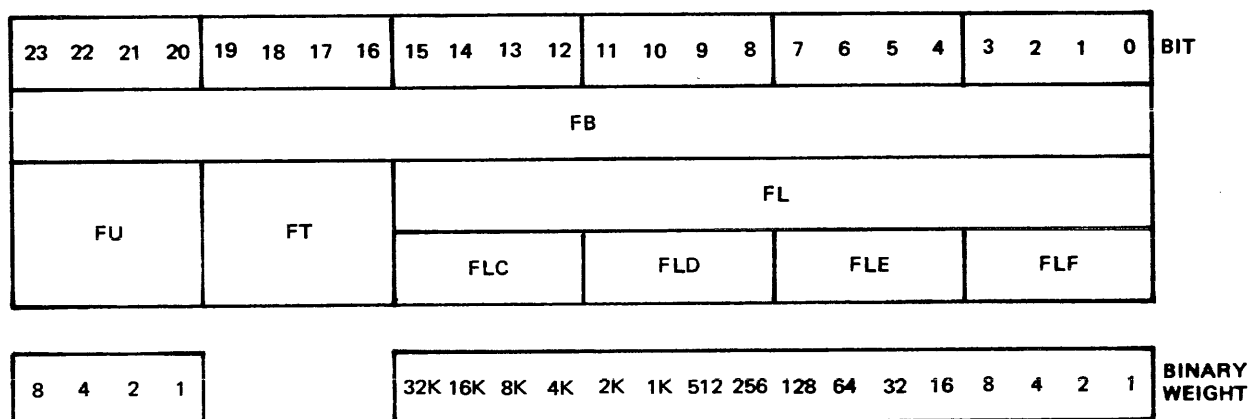 23 22 21 20 19 18 17 16 15 14 13 12 11 10 9 8 7 6 5 4 3 2 1 0 BIT
FB
FU FT FL
FLC FLD FLE FLF
8 4 2 1 32K 16K 8K 4K 2K 1K 512 256 128 64 32 16 8 4 2 1 BINARY
WEIGHT